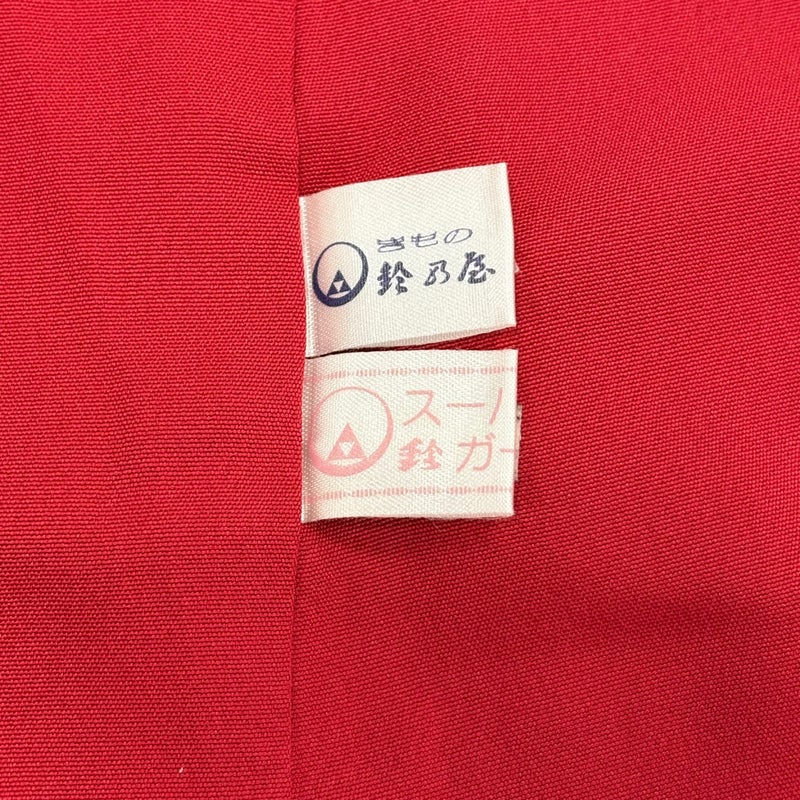 きもの
鈴乃屋
スーパ
鈴ガー